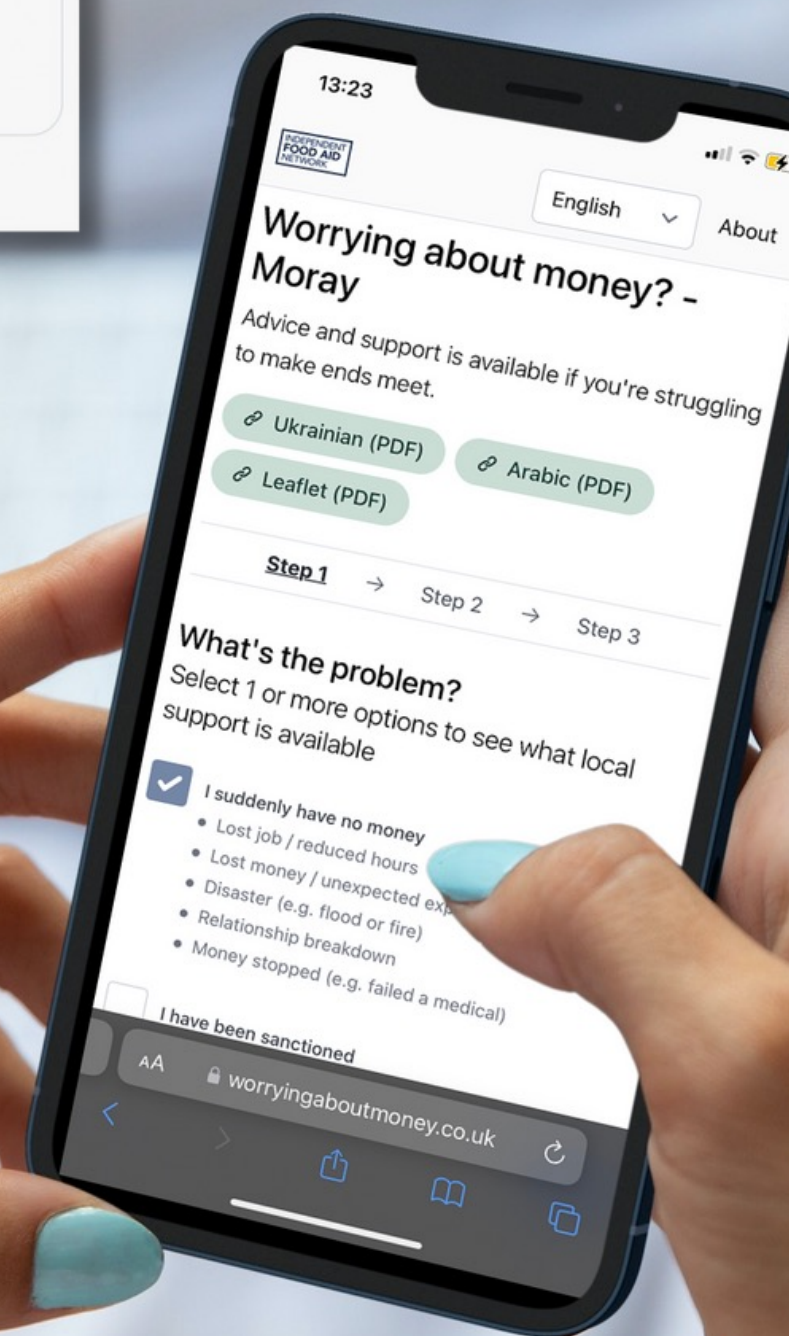 13:23
INDEPENDENT
FOOD AID
NETWORK
English
About
Worrying about money? -
Moray
Advice and support is available if you're struggling
to make ends meet.
Ukrainian (PDF)
Arabic (PDF)
Leaflet (PDF)
Step 1 → Step 2 → Step 3
What's the problem?
Select 1 or more options to see what local
support is available
I suddenly have no money
• Lost job / reduced hours
• Lost money / unexpected
• Disaster (e.g. flood or fire)
• Relationship breakdown
• Money stopped (e.g. failed a medical)
I have been sanctioned
AA
worryingaboutmoney.co.uk